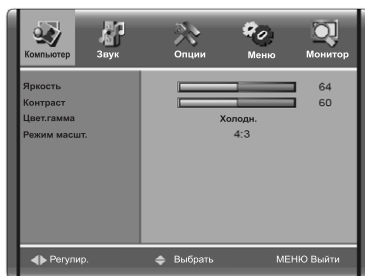 Компьютер Звук Опции Меню Монитор
Яркость 64
Контраст 60
Цвет.гамма Холодн.
Режим масшт. 4:3
Регулир. Выбрать МЕНЮ Выйти